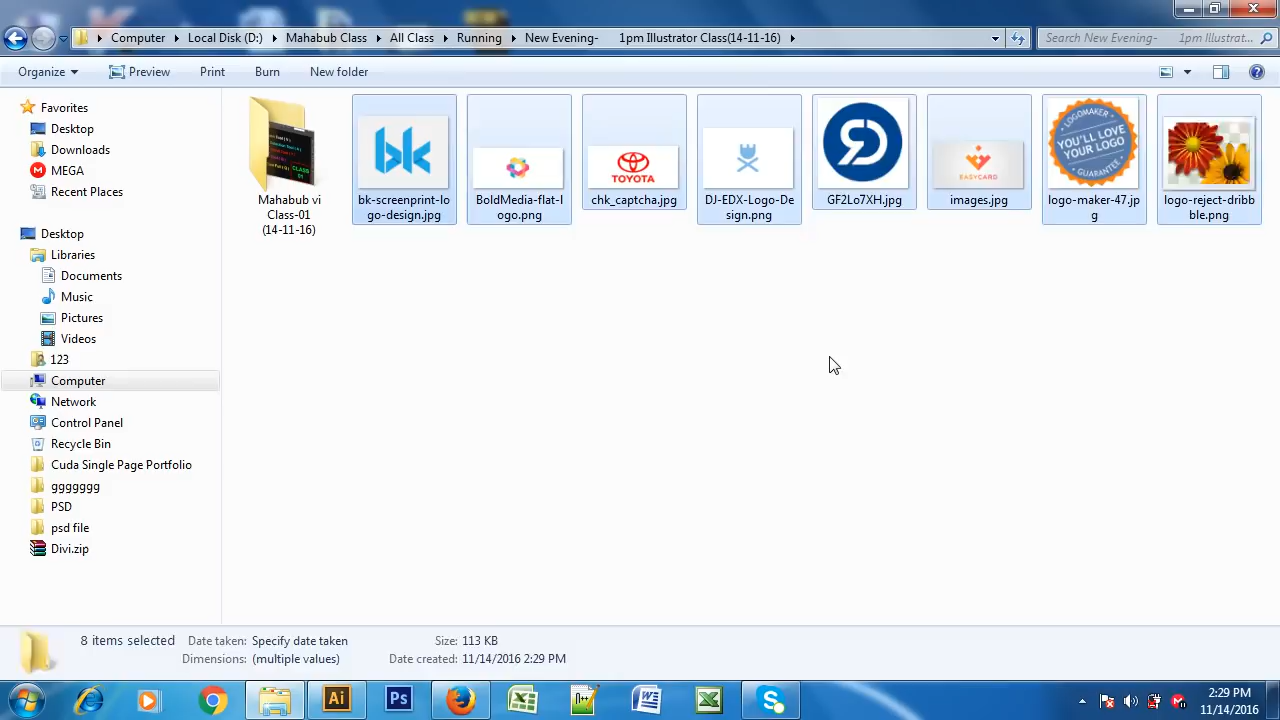 Computer Local Disk (D:) Mahabub Class All Class Running New Evening- 1pm Illustrator Class(14-11-16) Search New Evening- 1pm Illustrat...
Organize Preview Print Burn New folder
Favorites
Desktop
Downloads
MEGA
Recent Places
Desktop
Libraries
Documents
Music
Pictures
Videos
123
Computer
Network
Control Panel
Recycle Bin
Cuda Single Page Portfolio
ggggggg
PSD
psd file
Divi.zip
CLASS
01
Mahabub vi
Class-01
(14-11-16)
bk
bk-screenprint-lo
go-design.jpg
BoldMedia-flat-l
ogo.png
TOYOTA
chk_captcha.jpg
DJ-EDX-Logo-De
sign.png
GF2Lo7XH.jpg
EASYCARD
images.jpg
LOGOMAKER
YOU'LL LOVE
YOUR LOGO
GUARANTEE
logo-maker-47.jp
g
logo-reject-dribb
ble.png
8 items selected Date taken: Specify date taken Size: 113 KB
Dimensions: (multiple values) Date created: 11/14/2016 2:29 PM
Ai Ps
2:29 PM
11/14/2016